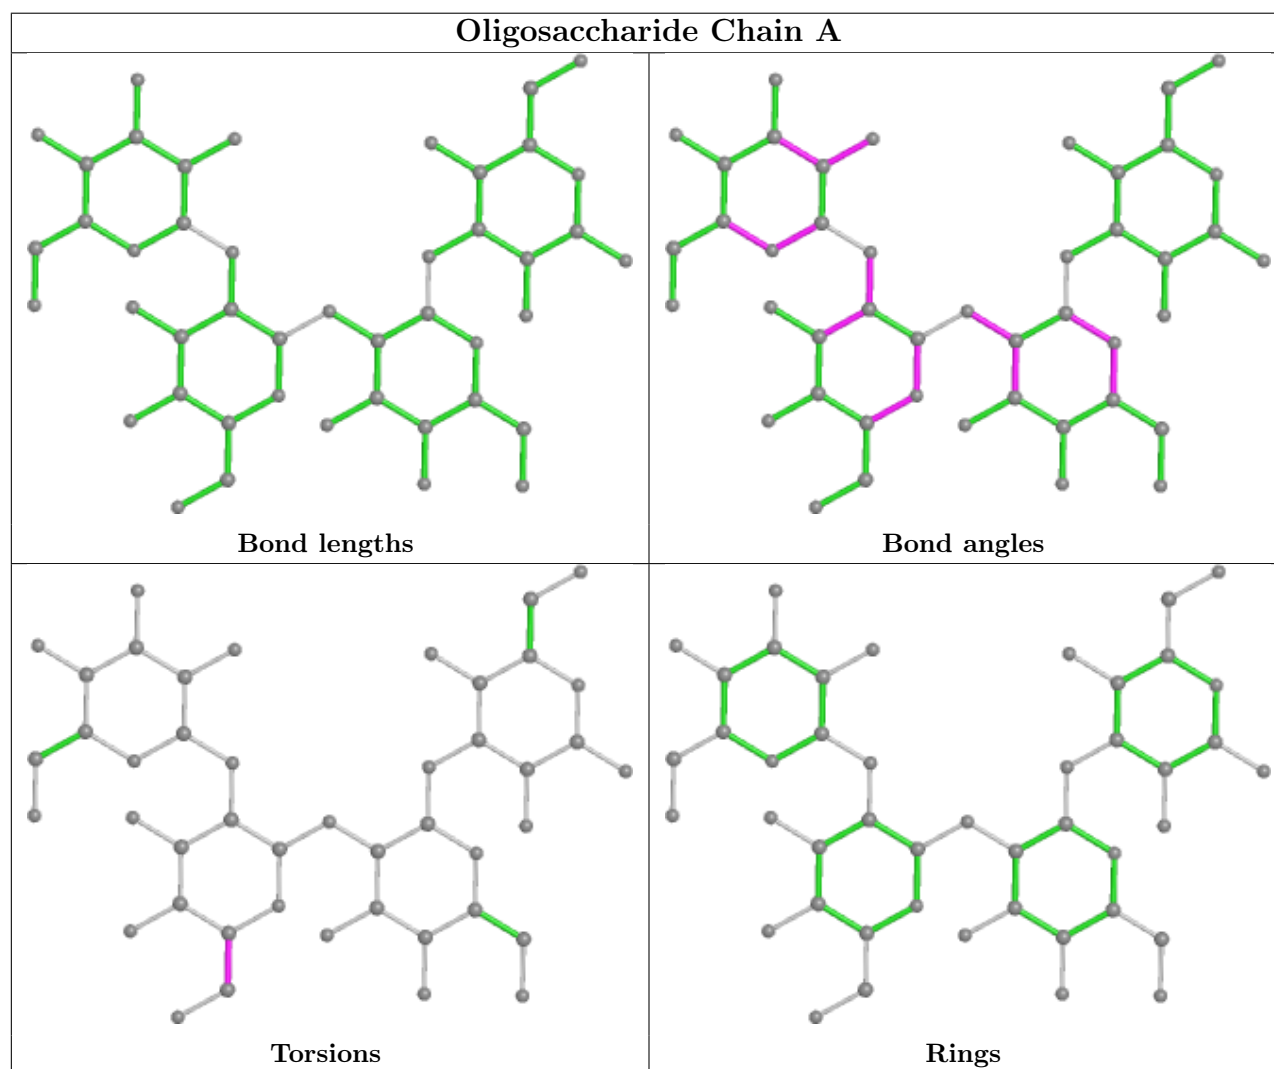 Oligosaccharide Chain A
Bond lengths
Bond angles
Torsions
Rings